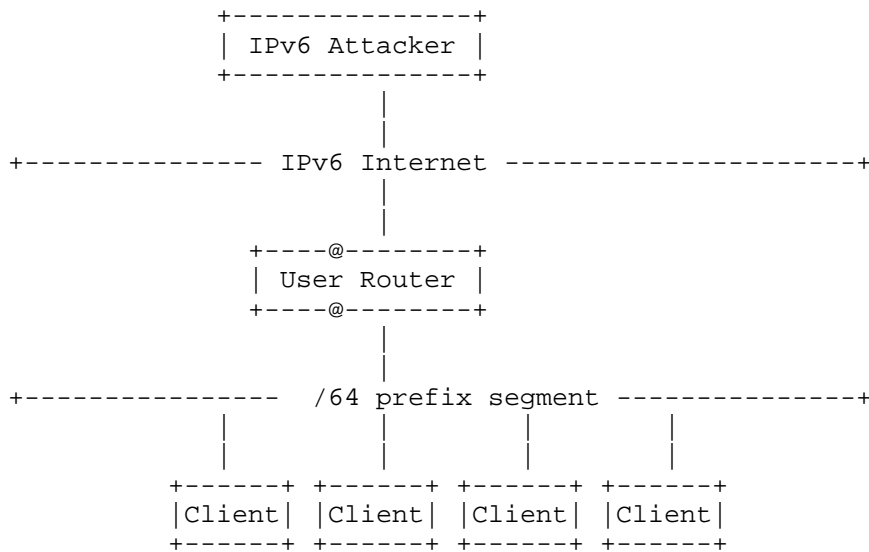 IPv6 Attacker
IPv6 Internet
User Router
/64 prefix segment
Client Client Client Client